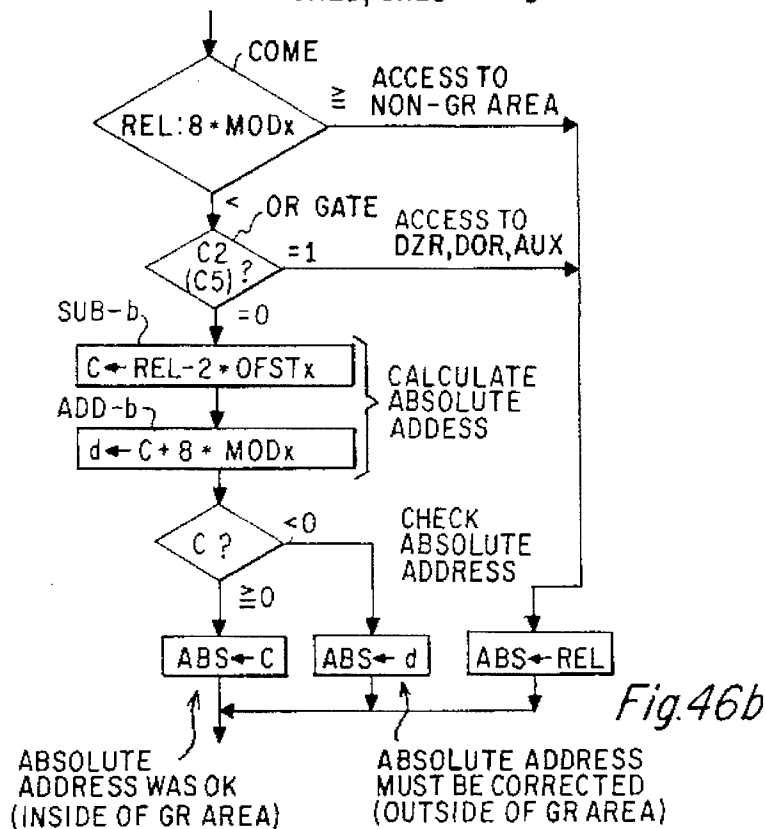 COME
ACCESS TO
≧ NON-GR AREA
REL:8*MODx
<
OR GATE
ACCESS TO
DZR,DOR,AUX
C2
(C5)?
=1
=0
SUB-b
C←REL-2*OFSTx
ADD-b
d←C+8*MODx
CALCULATE
ABSOLUTE
ADDESS
C?
<0
≧0
CHECK
ABSOLUTE
ADDRESS
ABS←C
ABS←d
ABS←REL
Fig.46b
ABSOLUTE
ADDRESS WAS OK
(INSIDE OF GR AREA)
ABSOLUTE ADDRESS
MUST BE CORRECTED
(OUTSIDE OF GR AREA)